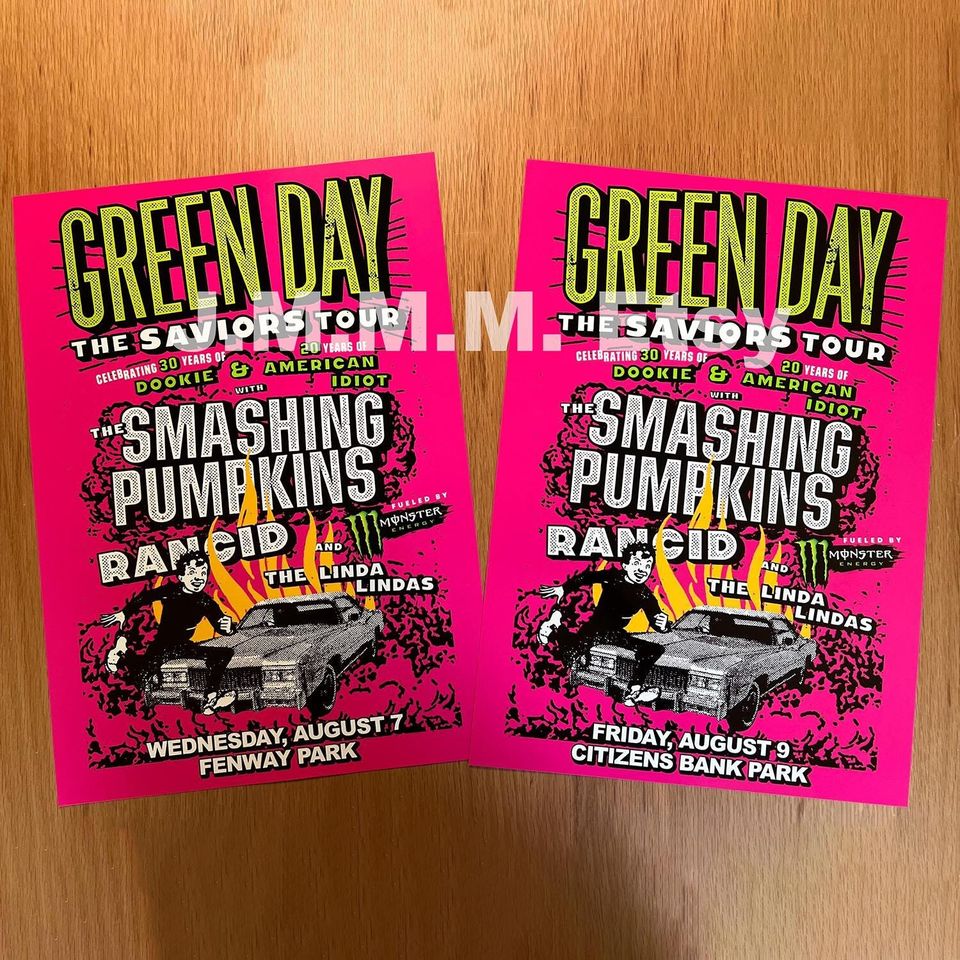 GREEN DAY
THE SAVIORS TOUR
CELEBRATING 30 YEARS OF
DOOKIE
&
20 YEARS OF
AMERICAN
IDIOT
WITH
THE SMASHING
PUMPKINS
RANCID
AND
THE LINDA
LINDAS
FUELED BY
MONSTER
ENERGY
WEDNESDAY, AUGUST 7
FENWAY PARK
GREEN DAY
THE SAVIORS TOUR
CELEBRATING 30 YEARS OF
DOOKIE
&
20 YEARS OF
AMERICAN
IDIOT
WITH
THE SMASHING
PUMPKINS
RANCID
AND
THE LINDA
LINDAS
FUELED BY
MONSTER
ENERGY
FRIDAY, AUGUST 9
CITIZENS BANK PARK
J.M.M.M. Etsy